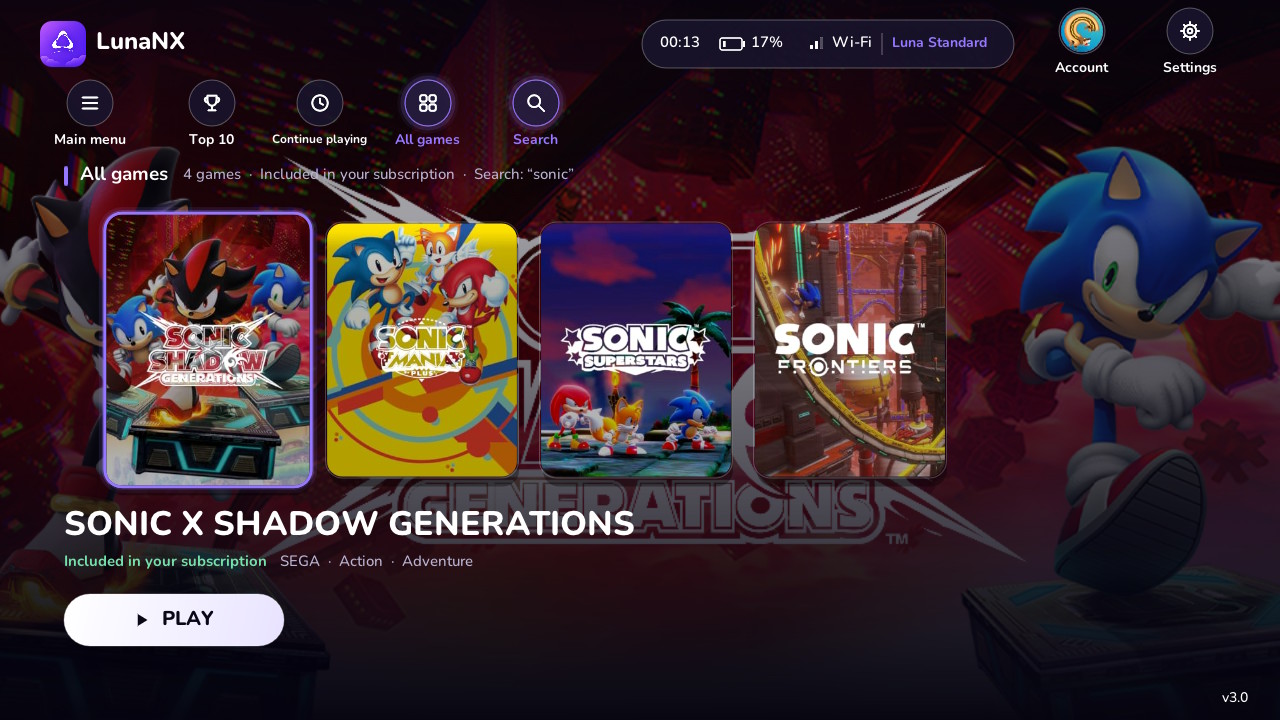 LunaNX
00:13 17% Wi-Fi Luna Standard
Account
Settings
Main menu
Top 10
Continue playing
All games
Search
All games 4 games · Included in your subscription · Search: “sonic”
SONIC
SHADOW
GENERATIONS
SONIC
MANIA
PLUS
SONIC
SUPERSTARS
SONIC™
FRONTIERS
GENERATIONS™
SONIC X SHADOW GENERATIONS
Included in your subscription SEGA · Action · Adventure
PLAY
v3.0